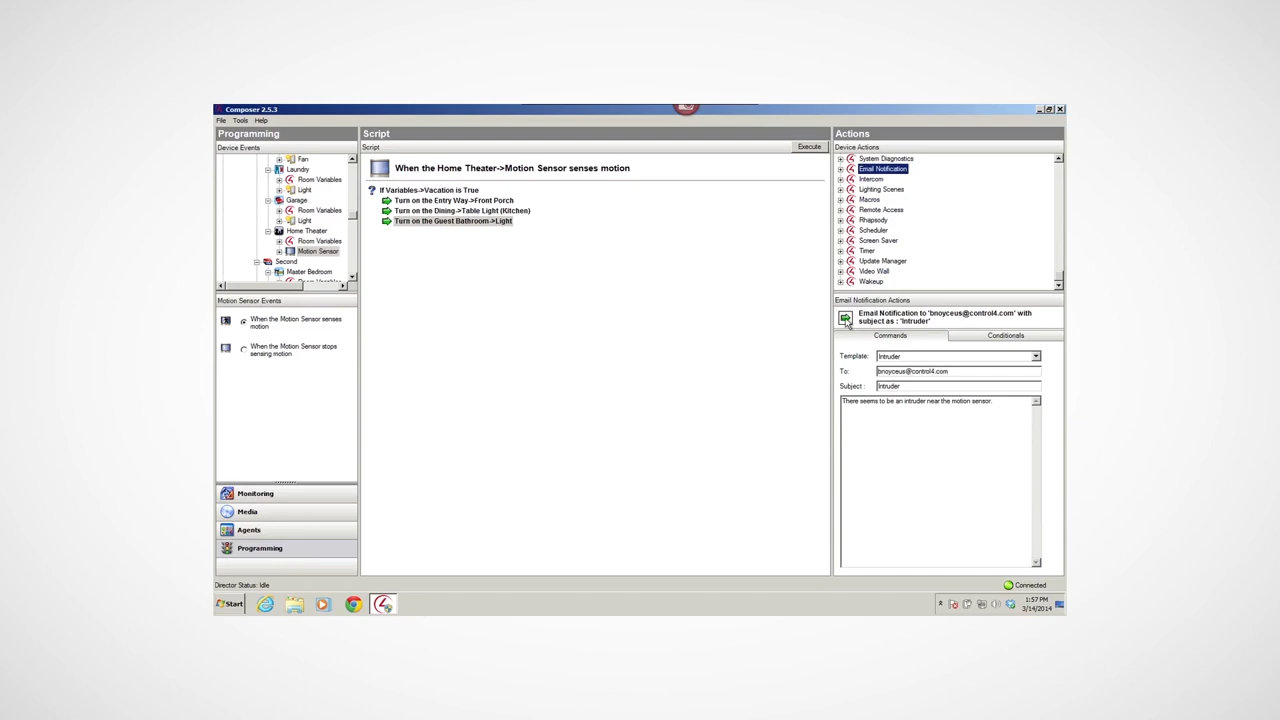 Composer 2.5.3
File Tools Help
Programming
Device Events
Fan
Laundry
Room Variables
Light
Garage
Room Variables
Light
Home Theater
Room Variables
Motion Sensor
Second
Master Bedroom
Room Variables
Motion Sensor Events
When the Motion Sensor senses
motion
When the Motion Sensor stops
sensing motion
Monitoring
Media
Agents
Programming
Script
Script
Execute
When the Home Theater->Motion Sensor senses motion
If Variables->Vacation is True
Turn on the Entry Way->Front Porch
Turn on the Dining->Table Light (Kitchen)
Turn on the Guest Bathroom->Light
Actions
Device Actions
System Diagnostics
Email Notification
Intercom
Lighting Scenes
Macros
Remote Access
Rhapsody
Scheduler
Screen Saver
Timer
Update Manager
Video Wall
Wakeup
Email Notification Actions
Email Notification to 'bnoyceus@control4.com' with
subject as : 'Intruder'
Commands Conditionals
Template: Intruder
To: bnoyceus@control4.com
Subject : Intruder
There seems to be an intruder near the motion sensor.
Director Status: Idle
Connected
Start
1:57 PM
3/14/2014